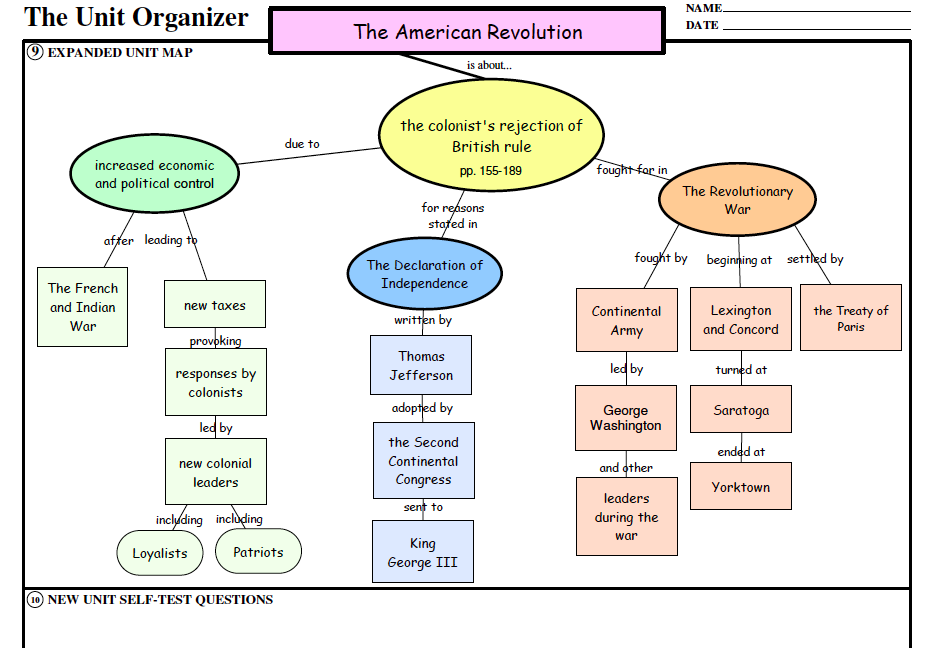 The Unit Organizer
The American Revolution
NAME
DATE
9 EXPANDED UNIT MAP
is about...
the colonist's rejection of
British rule
pp. 155-189
due to
increased economic
and political control
after
leading to
The French
and Indian
War
new taxes
provoking
responses by
colonists
led by
new colonial
leaders
including
including
Loyalists
Patriots
for reasons
stated in
The Declaration of
Independence
written by
Thomas
Jefferson
adopted by
the Second
Continental
Congress
sent to
King
George III
fought for in
The Revolutionary
War
fought by
beginning at
settled by
Continental
Army
led by
George
Washington
and other
leaders
during the
war
Lexington
and Concord
turned at
Saratoga
ended at
Yorktown
the Treaty of
Paris
10 NEW UNIT SELF-TEST QUESTIONS